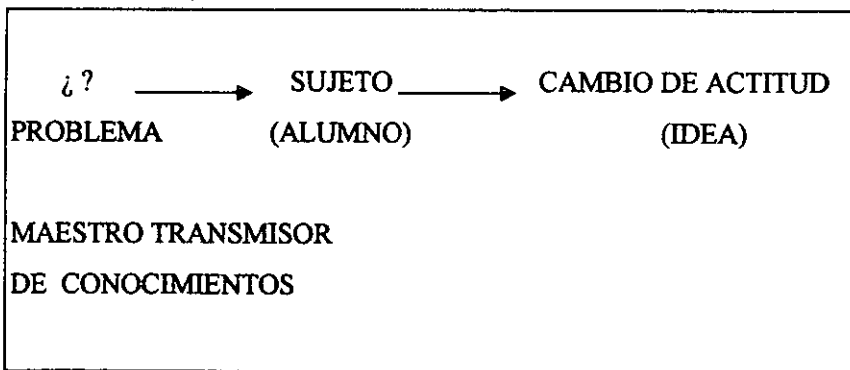 ¿ ? SUJETO CAMBIO DE ACTITUD
PROBLEMA (ALUMNO) (IDEA)
MAESTRO TRANSMISOR
DE CONOCIMIENTOS